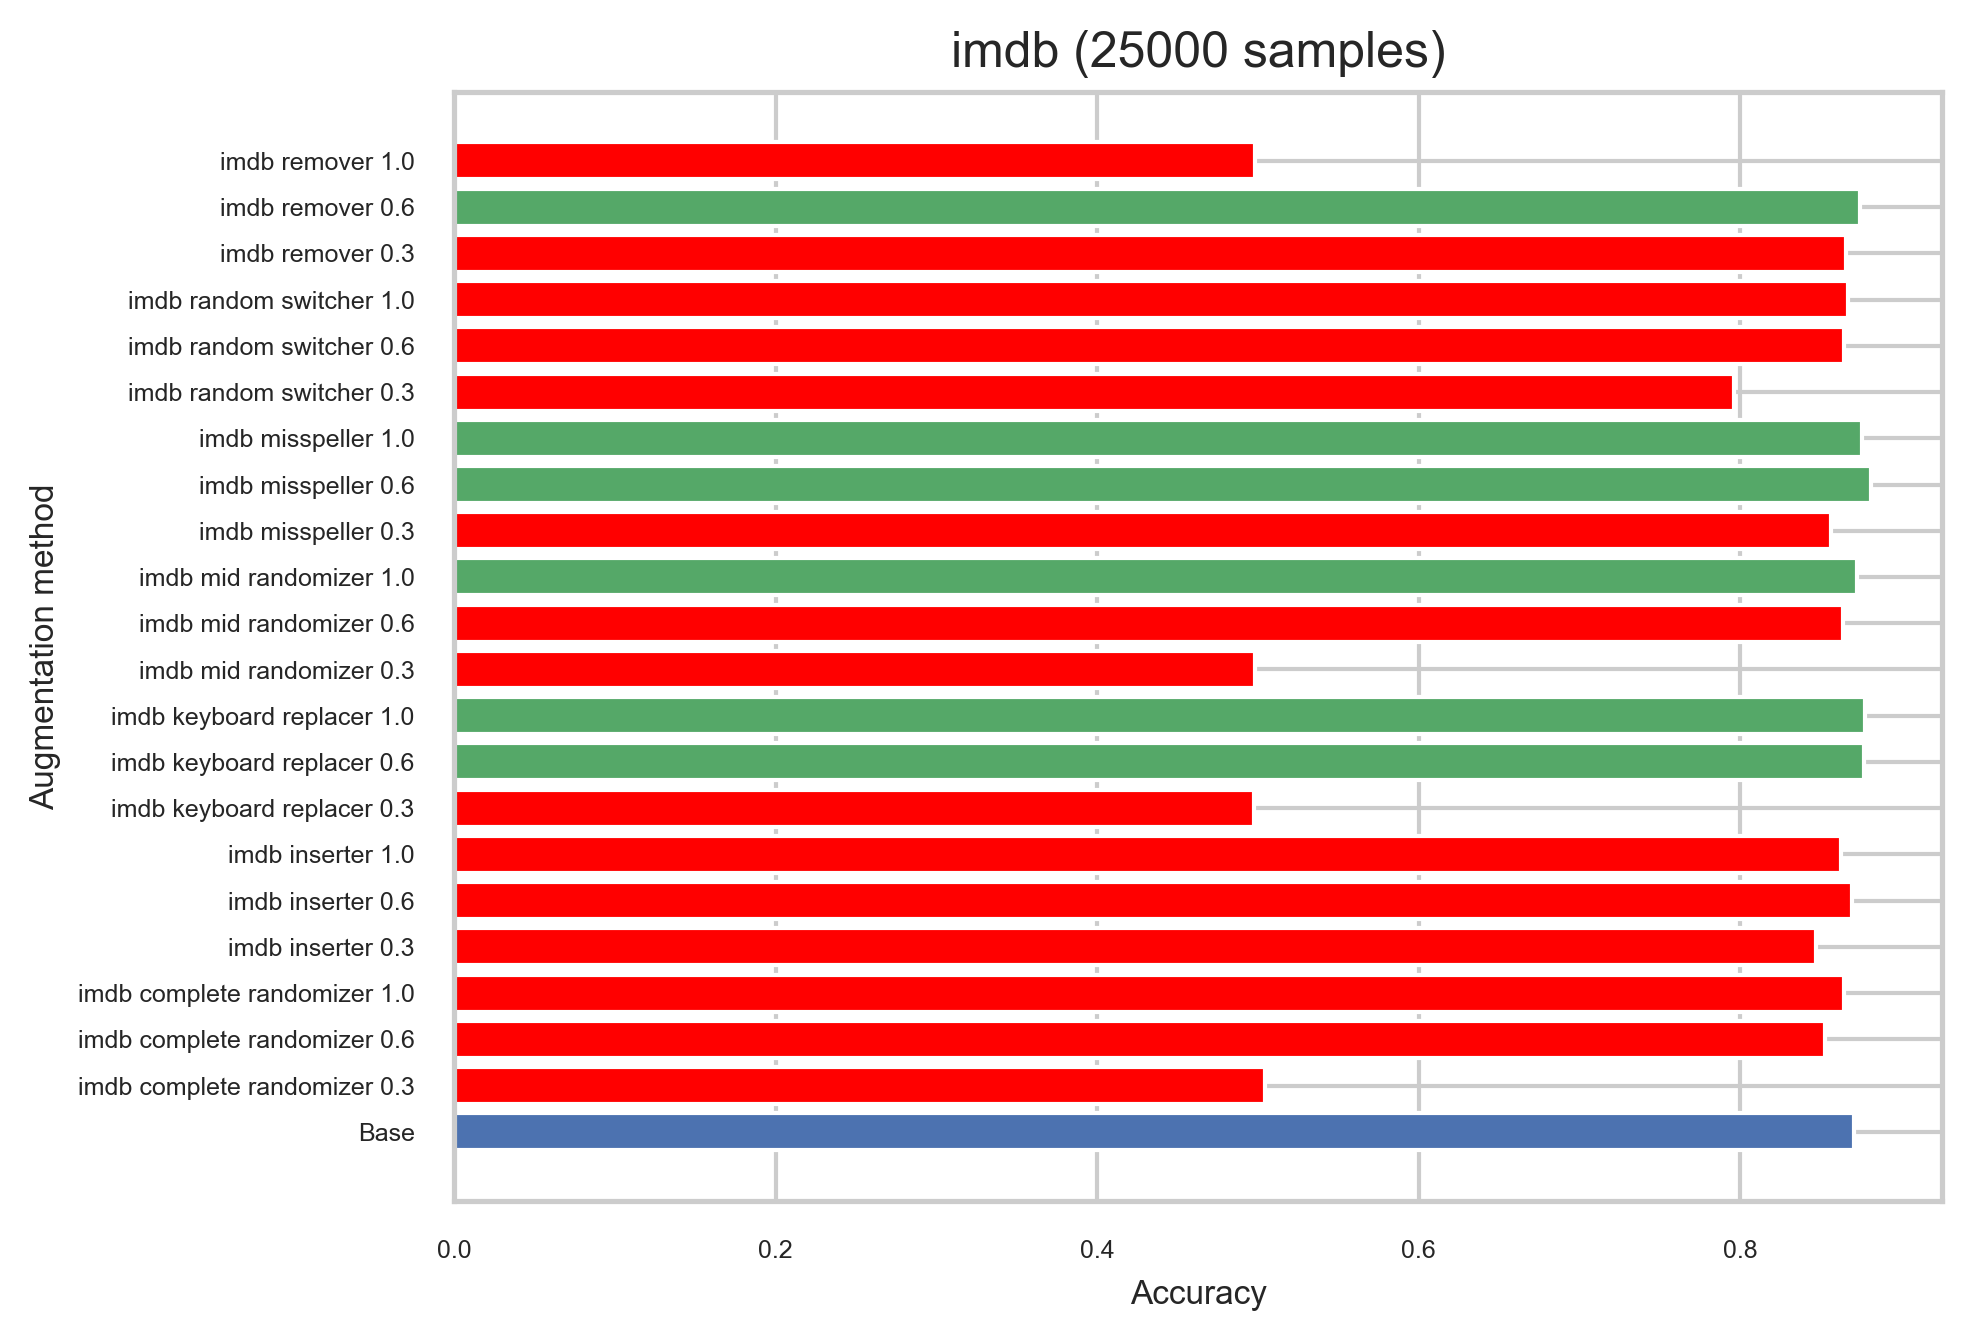 imdb (25000 samples)
Augmentation method
imdb remover 1.0
imdb remover 0.6
imdb remover 0.3
imdb random switcher 1.0
imdb random switcher 0.6
imdb random switcher 0.3
imdb misspeller 1.0
imdb misspeller 0.6
imdb misspeller 0.3
imdb mid randomizer 1.0
imdb mid randomizer 0.6
imdb mid randomizer 0.3
imdb keyboard replacer 1.0
imdb keyboard replacer 0.6
imdb keyboard replacer 0.3
imdb inserter 1.0
imdb inserter 0.6
imdb inserter 0.3
imdb complete randomizer 1.0
imdb complete randomizer 0.6
imdb complete randomizer 0.3
Base
0.0 0.2 0.4 0.6 0.8
Accuracy